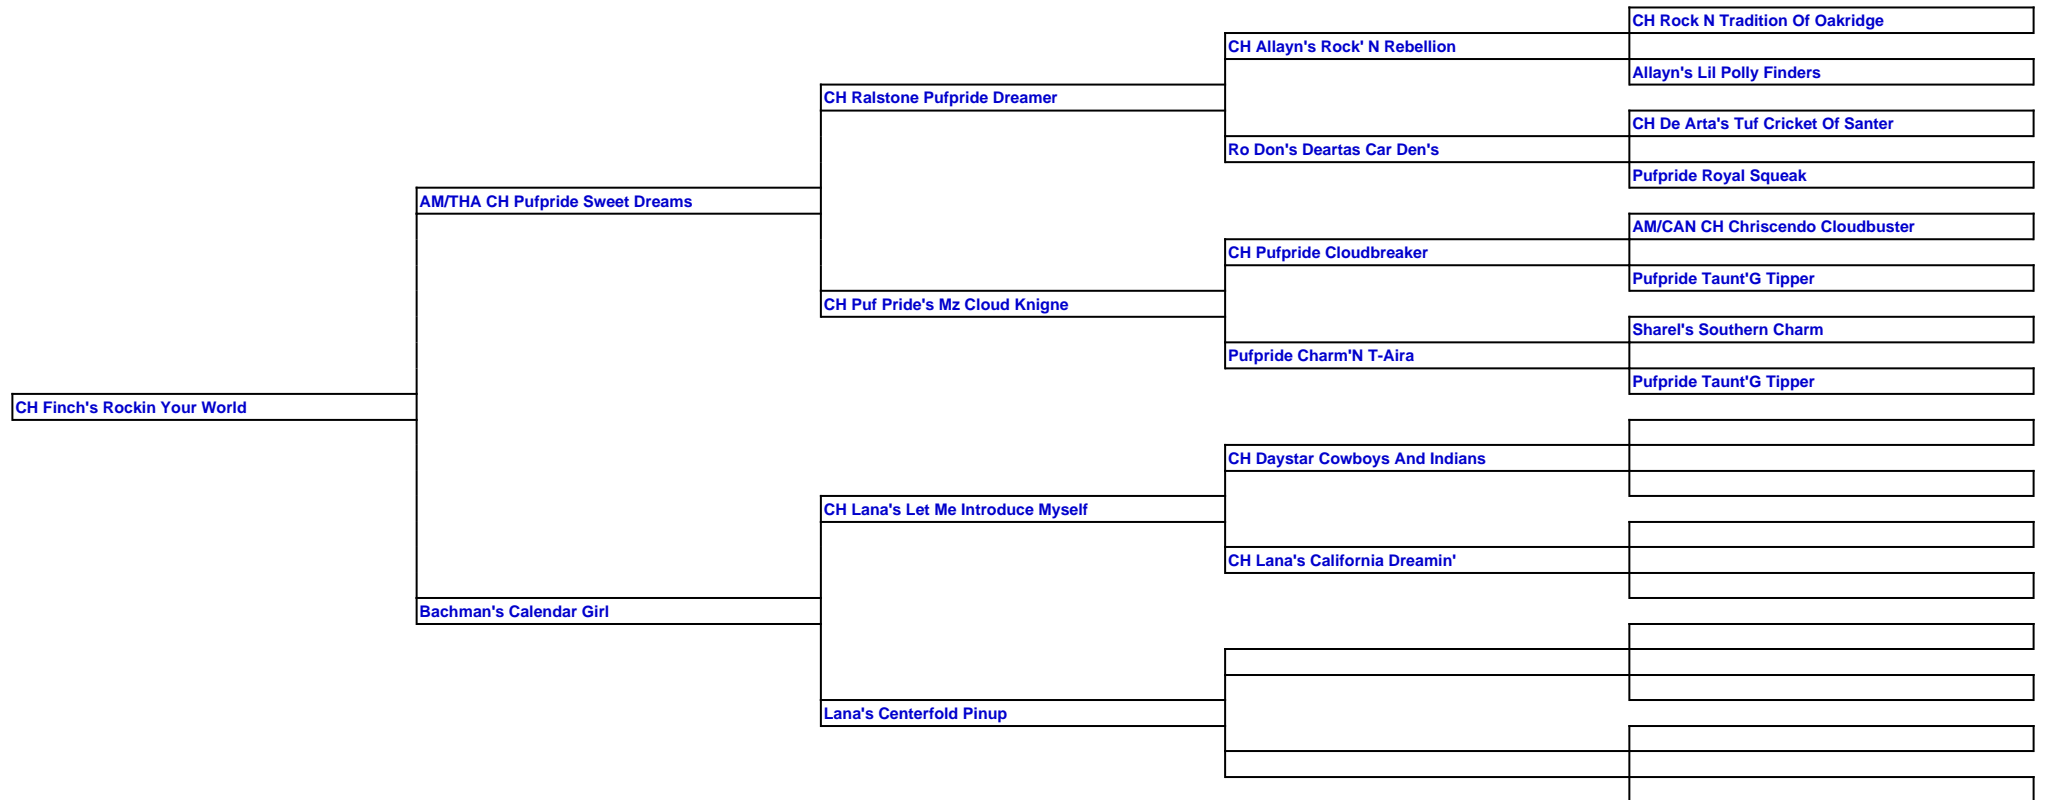 CH Rock N Tradition Of Oakridge
CH Allayn's Rock' N Rebellion
Allayn's Lil Polly Finders
CH Ralstone Pufpride Dreamer
CH De Arta's Tuf Cricket Of Santer
Ro Don's Deartas Car Den's
Pufpride Royal Squeak
AM/THA CH Pufpride Sweet Dreams
AM/CAN CH Chriscendo Cloudbuster
CH Pufpride Cloudbreaker
Pufpride Taunt'G Tipper
CH Puf Pride's Mz Cloud Knigne
Sharel's Southern Charm
Pufpride Charm'N T-Aira
Pufpride Taunt'G Tipper
CH Finch's Rockin Your World
CH Daystar Cowboys And Indians
CH Lana's Let Me Introduce Myself
CH Lana's California Dreamin'
Bachman's Calendar Girl
Lana's Centerfold Pinup